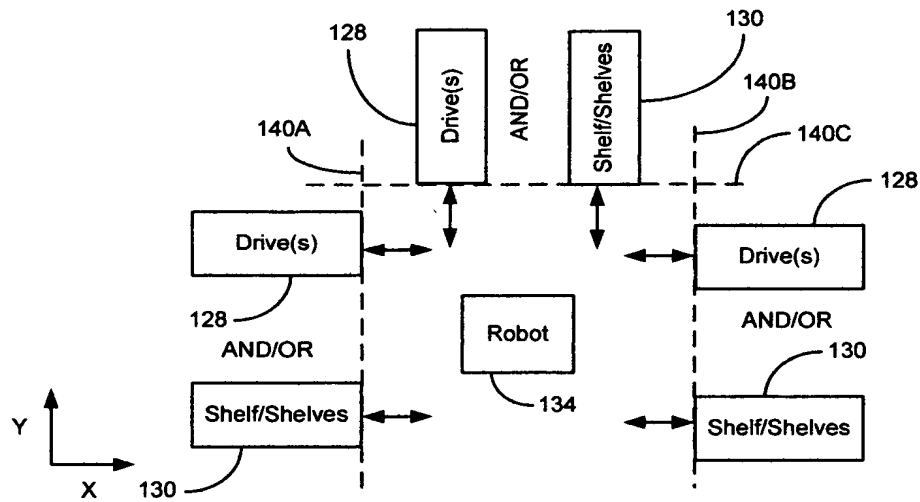 128
130
140B
140A
Drive(s)
AND/OR
Shelf/Shelves
140C
128
Drive(s)
Drive(s)
128
Robot
AND/OR
AND/OR
130
134
Shelf/Shelves
Shelf/Shelves
Y
X
130